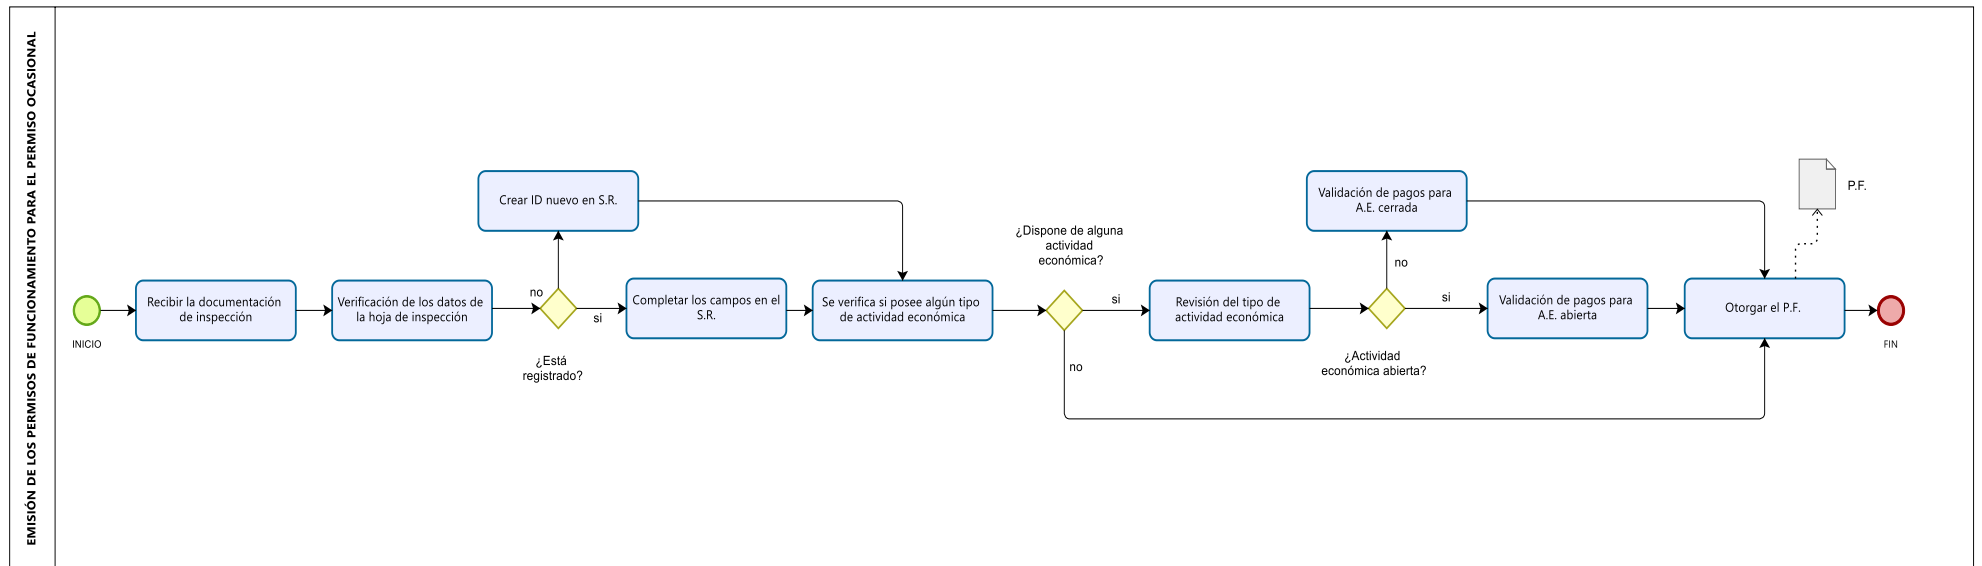 EMISIÓN DE LOS PERMISOS DE FUNCIONAMIENTO PARA EL PERMISO OCASIONAL
INICIO
Recibir la documentación
de inspección
Verificación de los datos de
la hoja de inspección
¿Está
registrado?
no
si
Crear ID nuevo en S.R.
Completar los campos en el
S.R.
Se verifica si posee algún tipo
de actividad económica
¿Dispone de alguna
actividad
económica?
si
no
Revisión del tipo de
actividad económica
¿Actividad
económica abierta?
no
si
Validación de pagos para
A.E. cerrada
Validación de pagos para
A.E. abierta
Otorgar el P.F.
P.F.
FIN